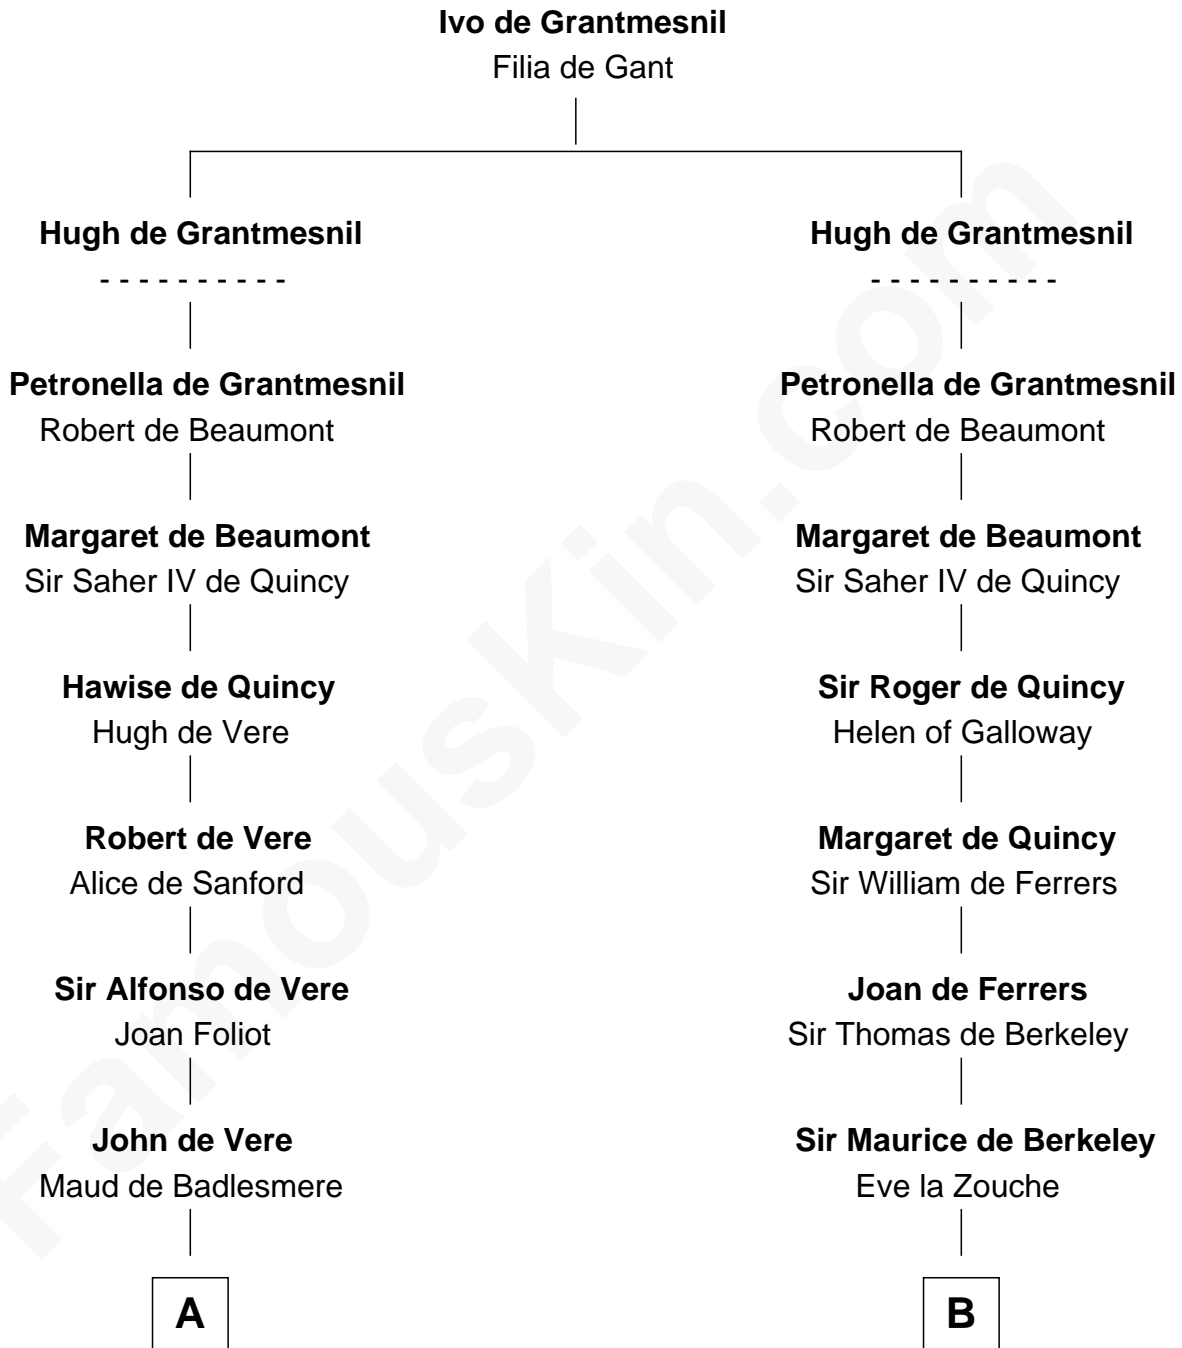 Ivo de Grantmesnil
Filia de Gant
Hugh de Grantmesnil
- - - - - - - - - -
Petronella de Grantmesnil
Robert de Beaumont
Margaret de Beaumont
Sir Saher IV de Quincy
Hawise de Quincy
Hugh de Vere
Robert de Vere
Alice de Sanford
Sir Alfonso de Vere
Joan Foliot
John de Vere
Maud de Badlesmere
A
Hugh de Grantmesnil
- - - - - - - - - -
Petronella de Grantmesnil
Robert de Beaumont
Margaret de Beaumont
Sir Saher IV de Quincy
Sir Roger de Quincy
Helen of Galloway
Margaret de Quincy
Sir William de Ferrers
Joan de Ferrers
Sir Thomas de Berkeley
Sir Maurice de Berkeley
Eve la Zouche
B
FamousKin.com